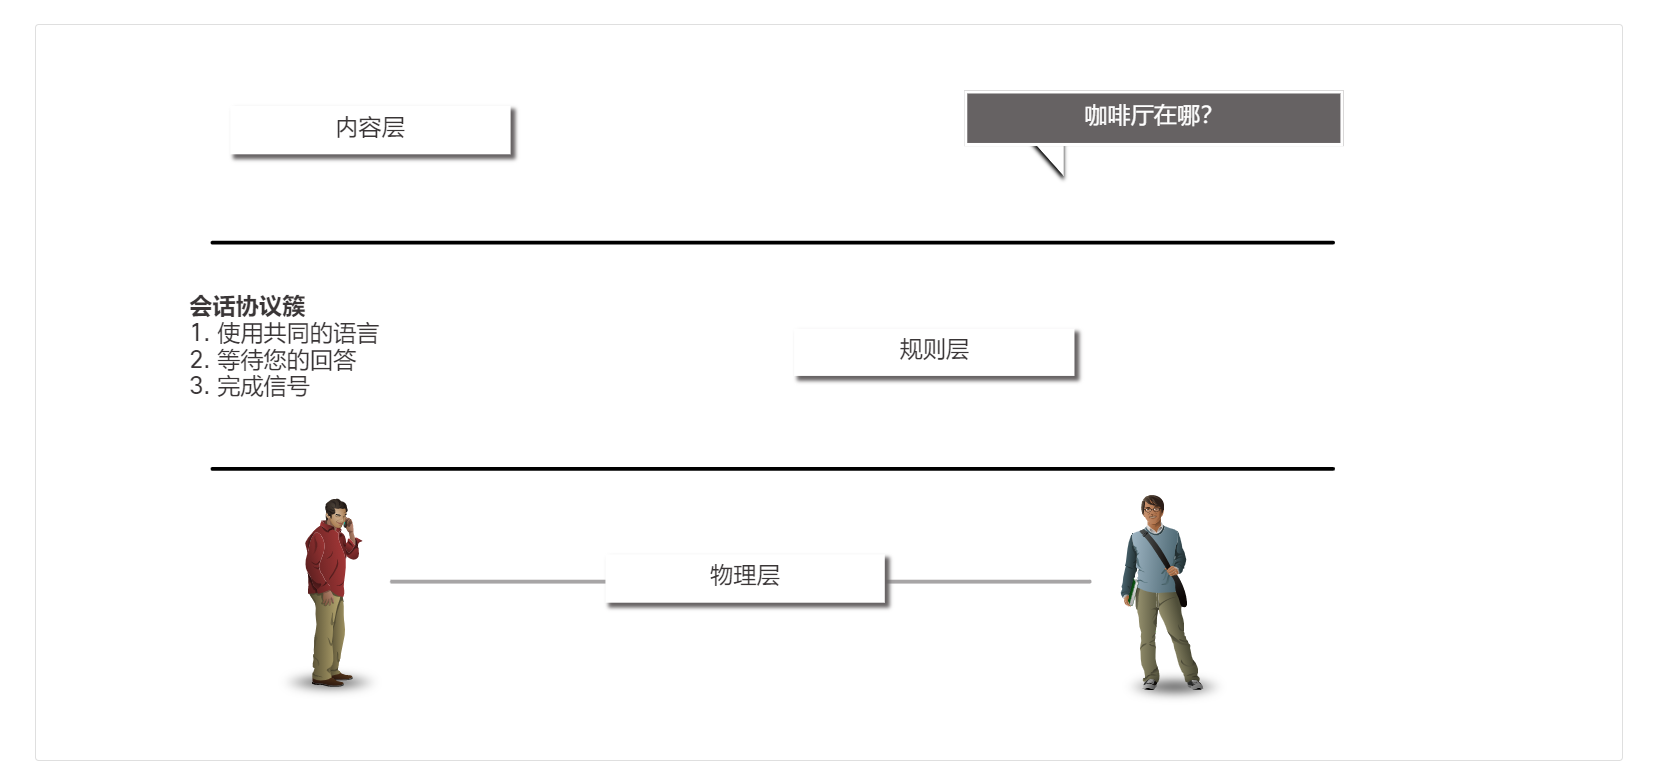 内容层
咖啡厅在哪？
会话协议簇
1. 使用共同的语言
2. 等待您的回答
3. 完成信号
规则层
物理层